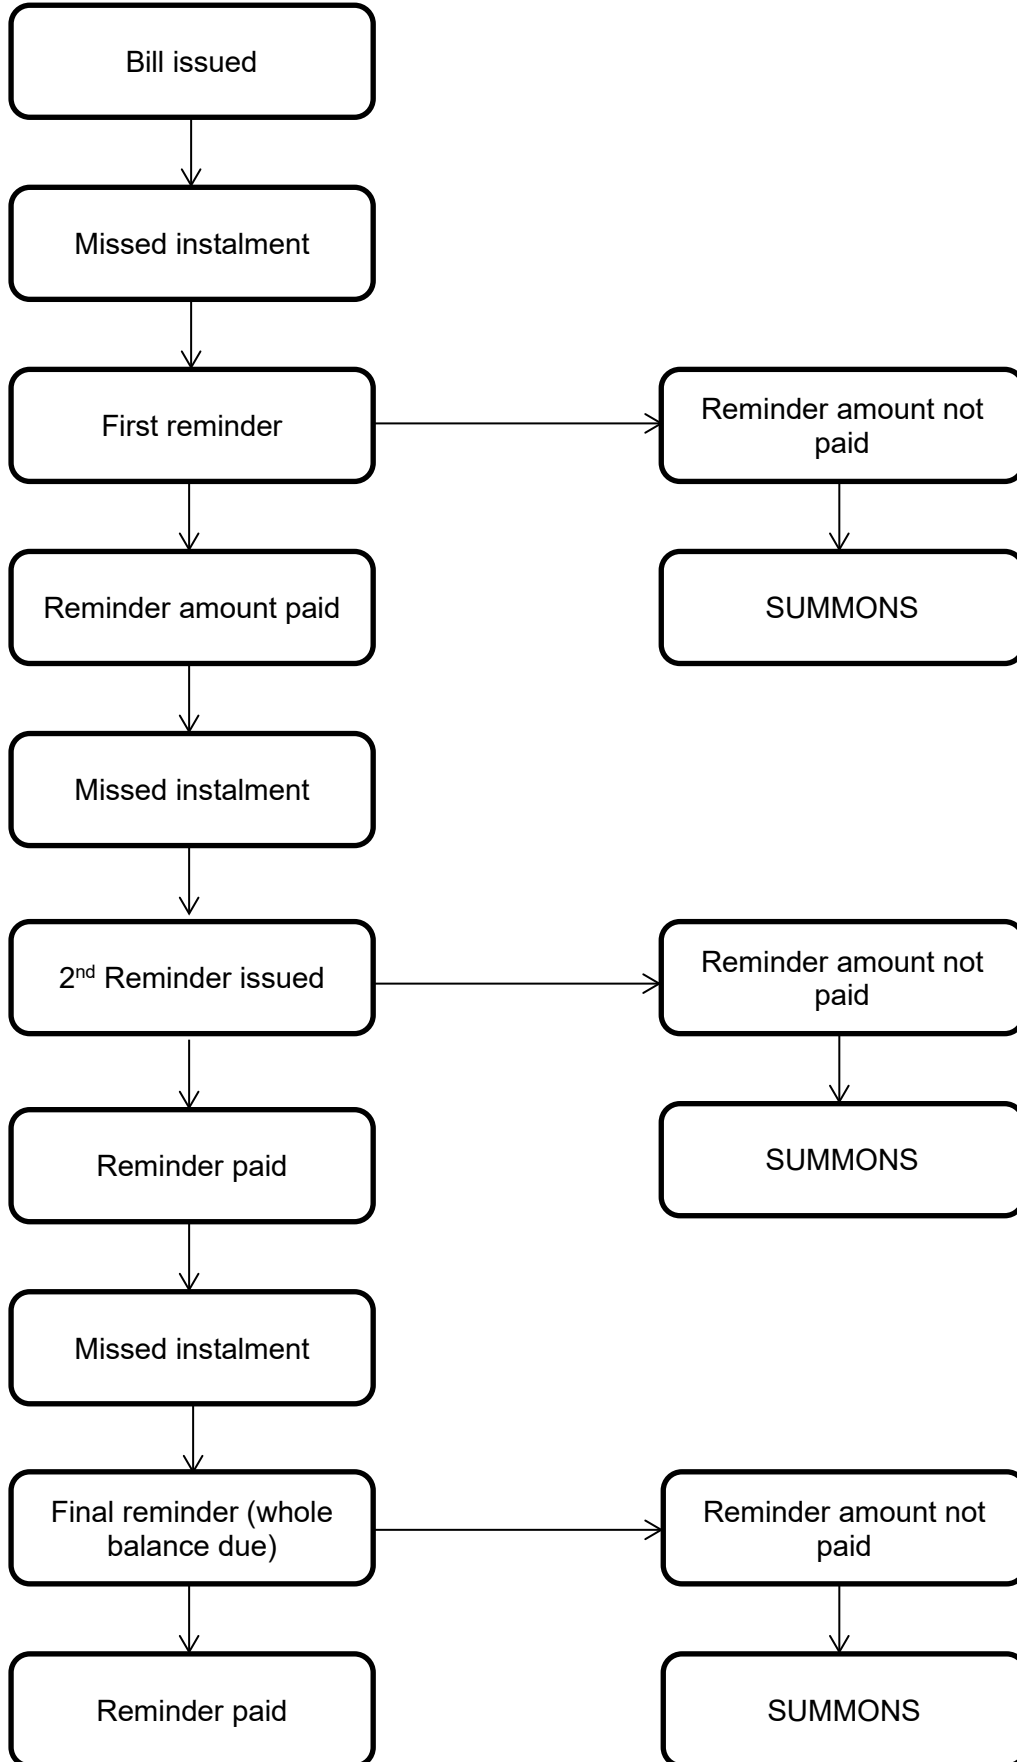 Bill issued
Missed instalment
First reminder
Reminder amount not
paid
Reminder amount paid
SUMMONS
Missed instalment
2nd Reminder issued
Reminder amount not
paid
Reminder paid
SUMMONS
Missed instalment
Final reminder (whole
balance due)
Reminder amount not
paid
Reminder paid
SUMMONS